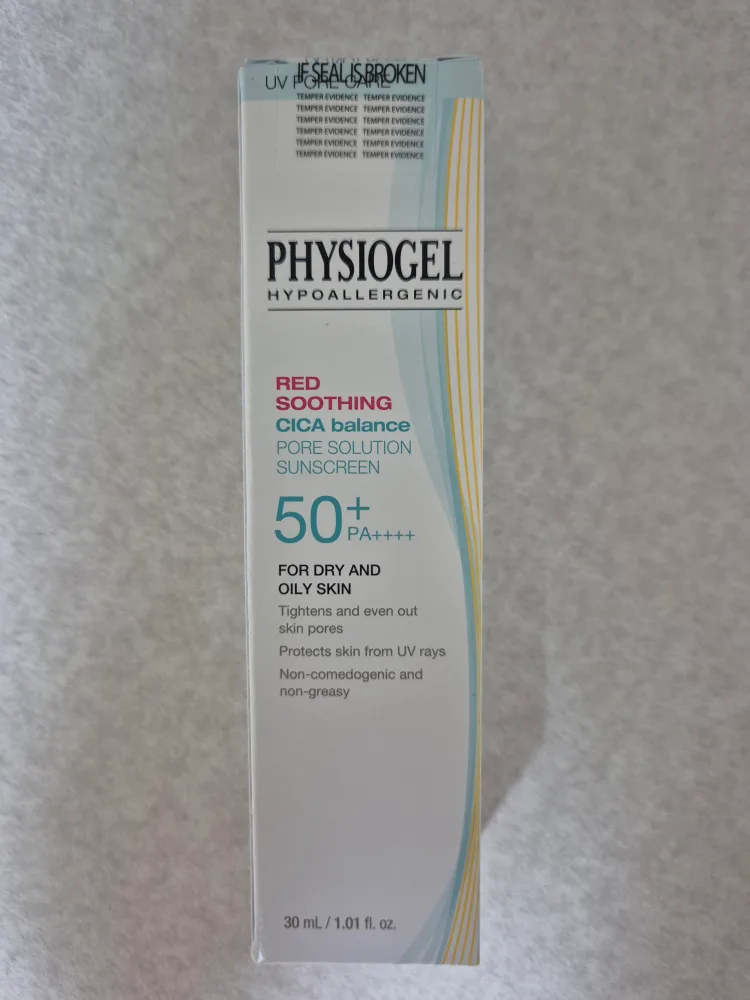 IF SEAL IS BROKEN
UV PORE CARE
TEMPER EVIDENCE TEMPER EVIDENCE
TEMPER EVIDENCE TEMPER EVIDENCE
TEMPER EVIDENCE TEMPER EVIDENCE
TEMPER EVIDENCE TEMPER EVIDENCE
TEMPER EVIDENCE TEMPER EVIDENCE
TEMPER EVIDENCE TEMPER EVIDENCE
PHYSIOGEL
HYPOALLERGENIC
RED
SOOTHING
CICA balance
PORE SOLUTION
SUNSCREEN
50+
PA++++
FOR DRY AND
OILY SKIN
Tightens and even out
skin pores
Protects skin from UV rays
Non-comedogenic and
non-greasy
30 mL / 1.01 fl. oz.